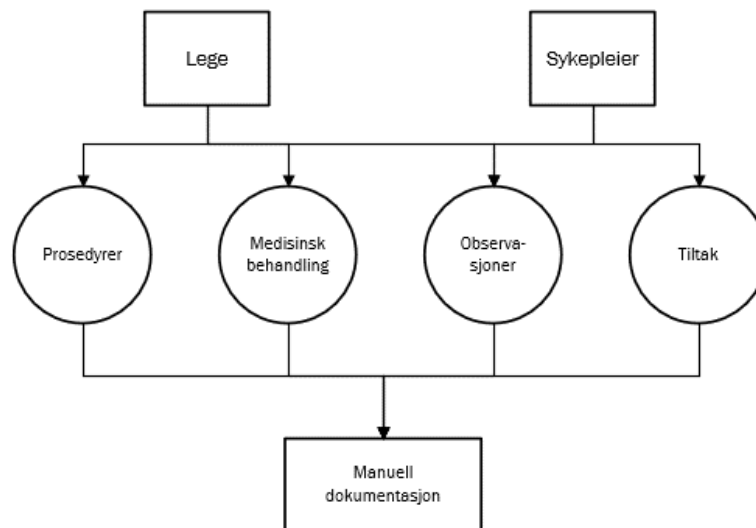 Lege
Sykepleier
Prosedyrer
Medisinsk
behandling
Observa-
sjoner
Tiltak
Manuell
dokumentasjon